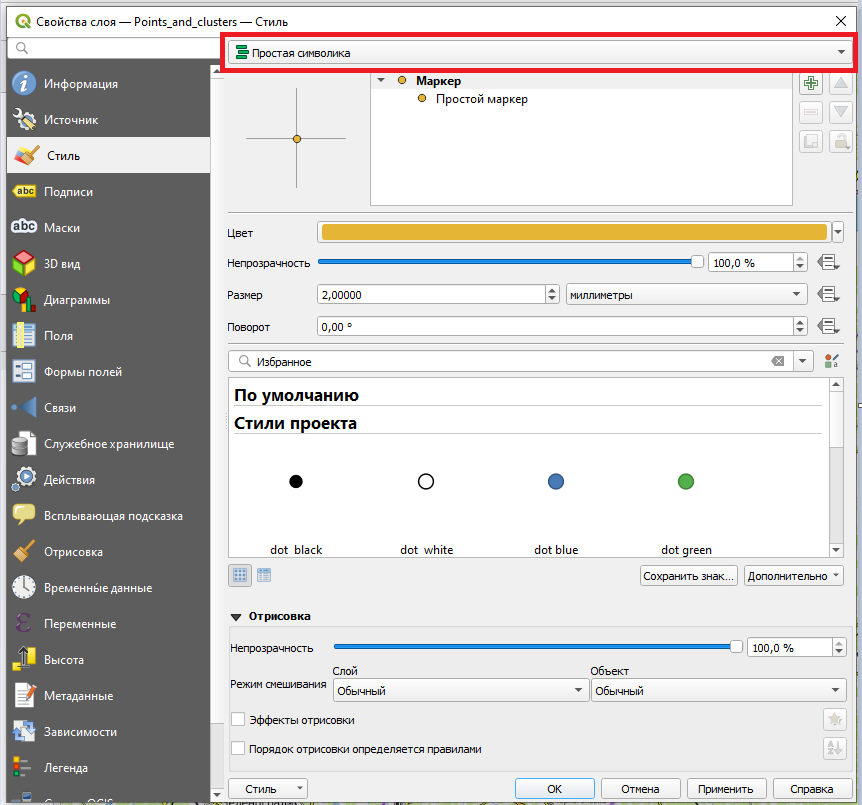 Свойства слоя — Points_and_clusters — Стиль
Простая символика
Информация
Источник
Стиль
Подписи
Маски
3D вид
Диаграммы
Поля
Формы полей
Связи
Служебное хранилище
Действия
Всплывающая подсказка
Отрисовка
Временные данные
Переменные
Высота
Метаданные
Зависимости
Легенда
Маркер
Простой маркер
Цвет
Непрозрачность 100,0 %
Размер 2,00000 миллиметры
Поворот 0,00 °
Избранное
По умолчанию
Стили проекта
dot black dot white dot blue dot green
Сохранить знак... Дополнительно
Отрисовка
Непрозрачность 100,0 %
Слой Объект
Режим смешивания Обычный Обычный
Эффекты отрисовки
Порядок отрисовки определяется правилами
Стиль OK Отмена Применить Справка